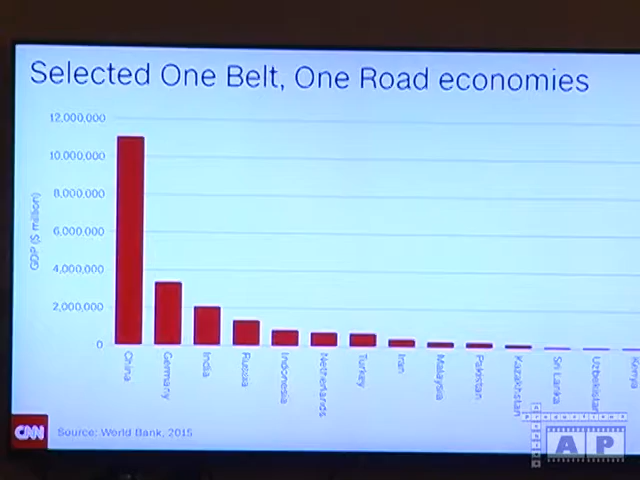 Selected One Belt, One Road economies
12,000,000
10,000,000
8,000,000
6,000,000
4,000,000
2,000,000
0
GDP ($ million)
China
Germany
India
Russia
Indonesia
Netherlands
Turkey
Iran
Malaysia
Pakistan
Kazakhstan
Sri Lanka
Uzbekistan
Kenya
CNN
Source: World Bank, 2015
AP